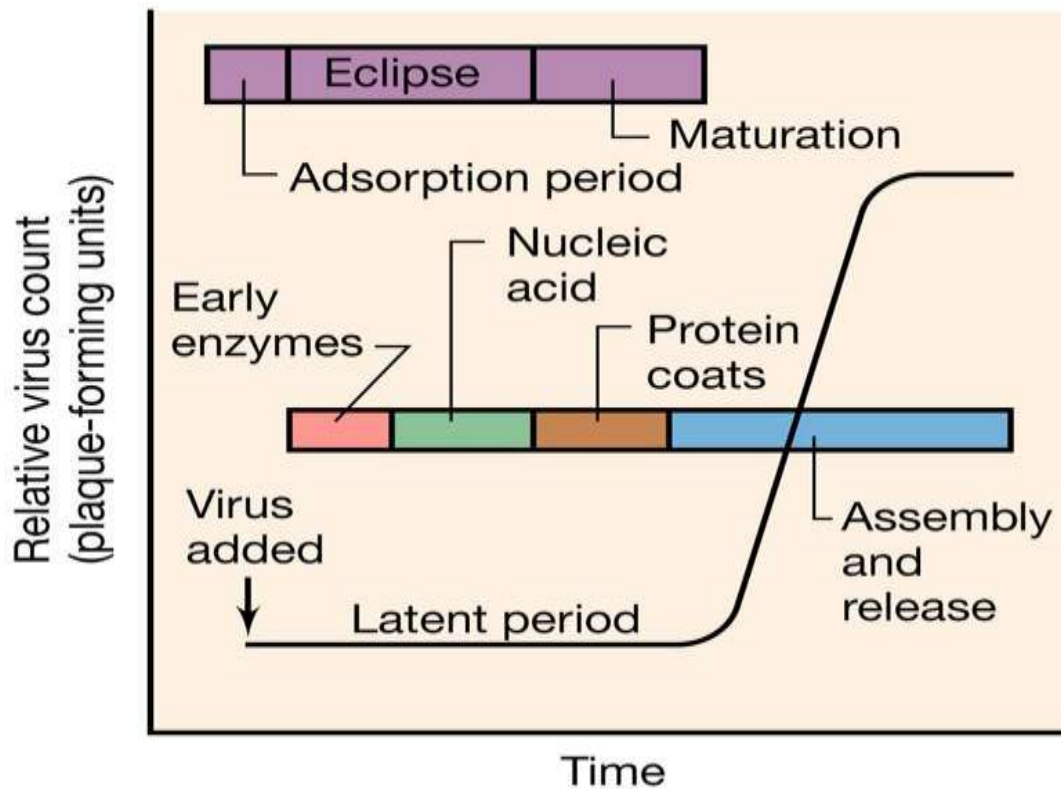 Eclipse
Maturation
Adsorption period
Nucleic
acid
Early
enzymes
Protein
coats
Virus
added
Assembly
and
release
Latent period
Relative virus count
(plaque-forming units)
Time